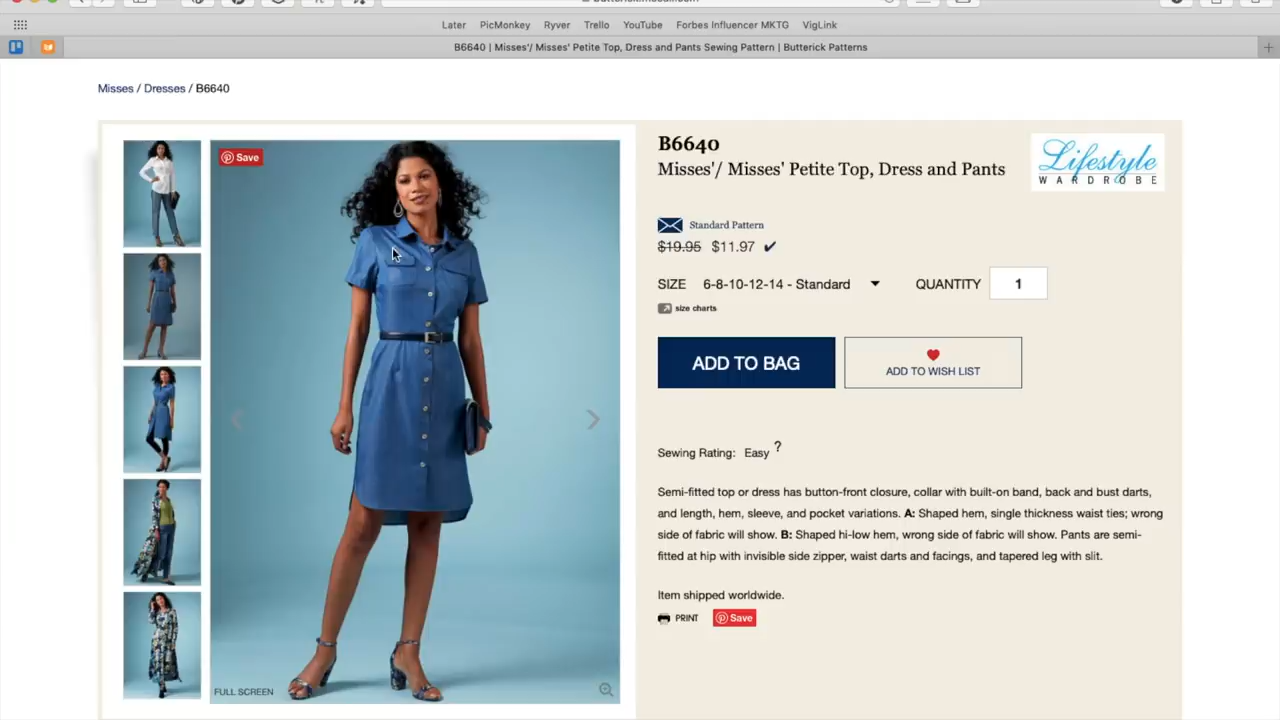 Later PicMonkey Ryver Trello YouTube Forbes Influencer MKTG VigLink
B6640 | Misses'/ Misses' Petite Top, Dress and Pants Sewing Pattern | Butterick Patterns
Misses / Dresses / B6640
Save
FULL SCREEN
B6640
Misses'/ Misses' Petite Top, Dress and Pants
Lifestyle
WARDROBE
Standard Pattern
$19.95 $11.97
SIZE 6-8-10-12-14 - Standard QUANTITY 1
size charts
ADD TO BAG
ADD TO WISH LIST
Sewing Rating: Easy ?
Semi-fitted top or dress has button-front closure, collar with built-on band, back and bust darts,
and length, hem, sleeve, and pocket variations. A: Shaped hem, single thickness waist ties; wrong
side of fabric will show. B: Shaped hi-low hem, wrong side of fabric will show. Pants are semi-
fitted at hip with invisible side zipper, waist darts and facings, and tapered leg with slit.
Item shipped worldwide.
PRINT Save